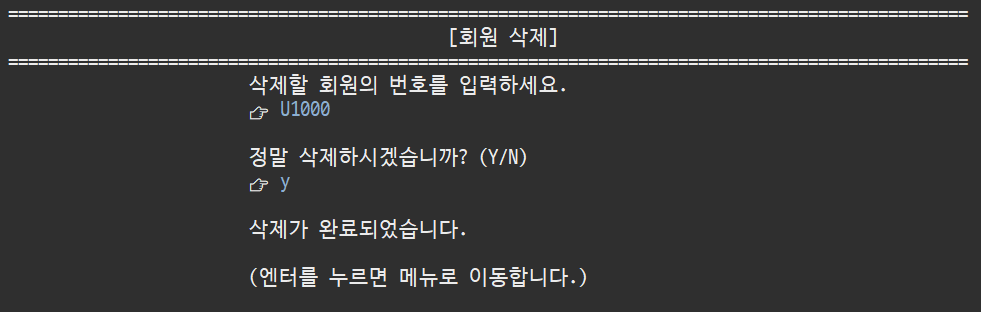 ================================================================================================
[회원 삭제]
================================================================================================
삭제할 회원의 번호를 입력하세요.
👉 U1000
정말 삭제하시겠습니까? (Y/N)
👉 y
삭제가 완료되었습니다.
(엔터를 누르면 메뉴로 이동합니다.)